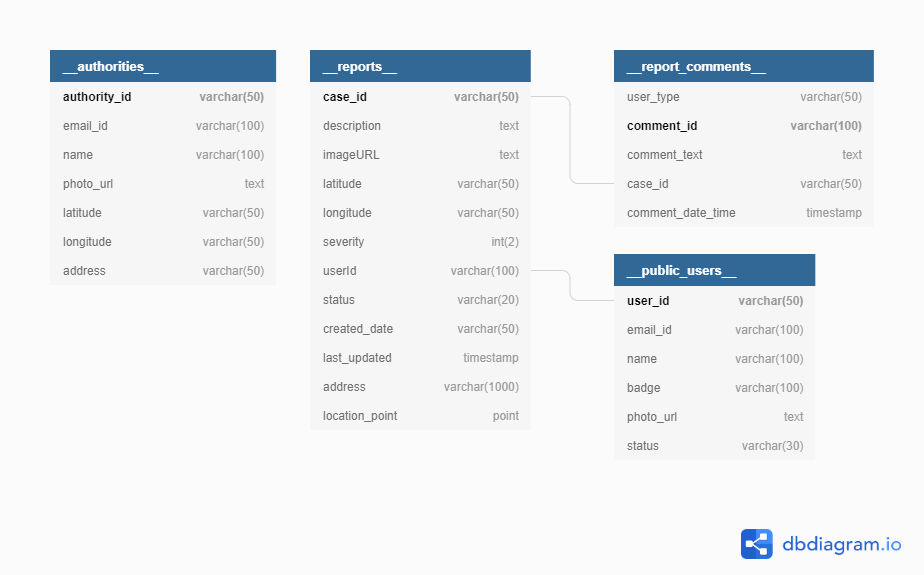 __authorities__
authority_id varchar(50)
email_id varchar(100)
name varchar(100)
photo_url text
latitude varchar(50)
longitude varchar(50)
address varchar(50)
__reports__
case_id varchar(50)
description text
imageURL text
latitude varchar(50)
longitude varchar(50)
severity int(2)
userId varchar(100)
status varchar(20)
created_date varchar(50)
last_updated timestamp
address varchar(1000)
location_point point
__report_comments__
user_type varchar(50)
comment_id varchar(100)
comment_text text
case_id varchar(50)
comment_date_time timestamp
__public_users__
user_id varchar(50)
email_id varchar(100)
name varchar(100)
badge varchar(100)
photo_url text
status varchar(30)
dbdiagram.io